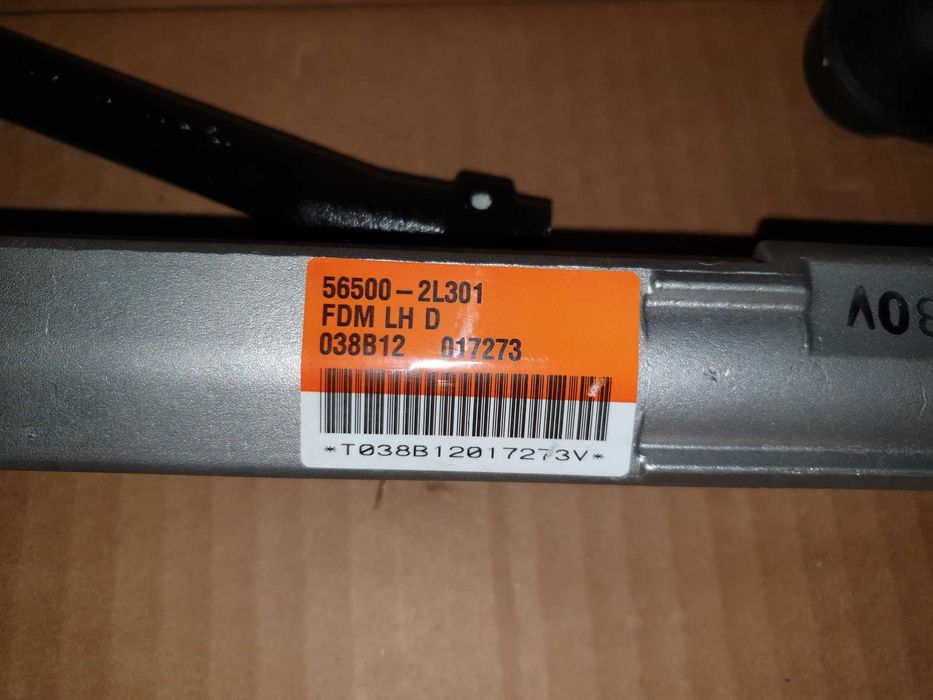 56500-2L301
FDM LH D
038B12 017273
*T038B12017273V*